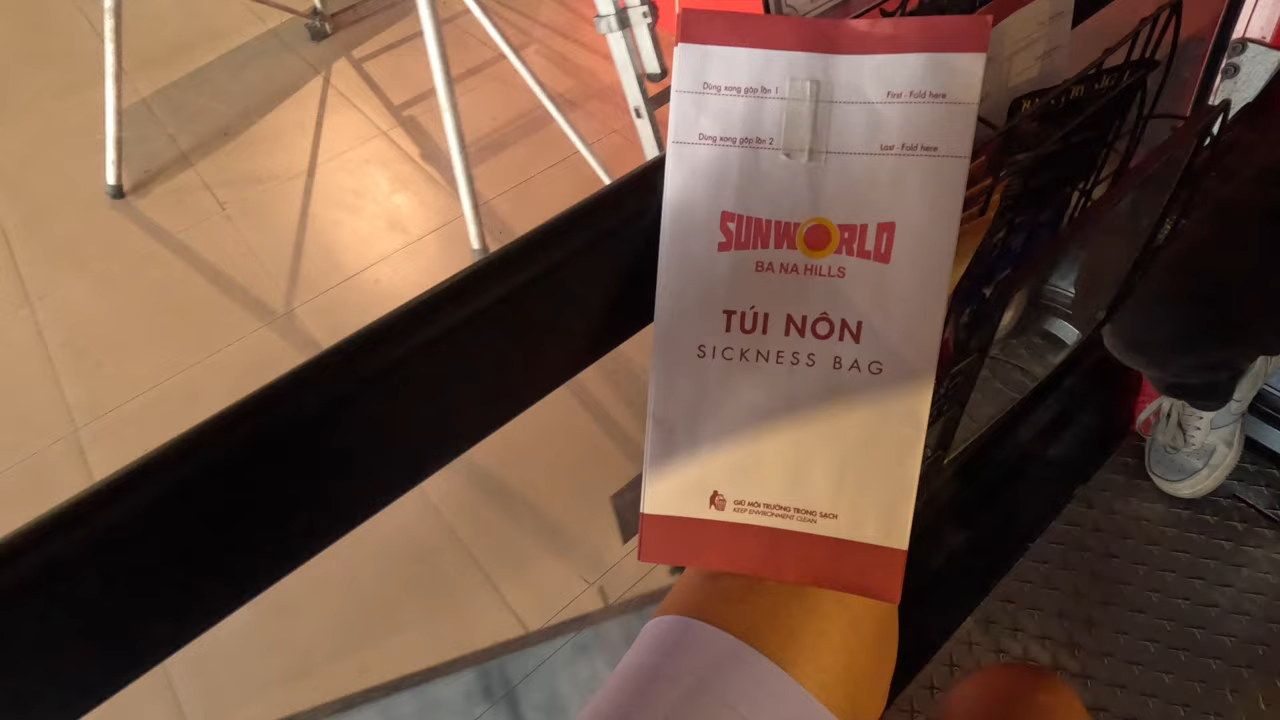 Dùng xong gấp lần 1 First - Fold here
Dùng xong gấp lần 2 Last - Fold here
SUNWORLD
BA NA HILLS
TÚI NÔN
SICKNESS BAG
GIỮ MÔI TRƯỜNG TRONG SẠCH
KEEP ENVIRONMENT CLEAN